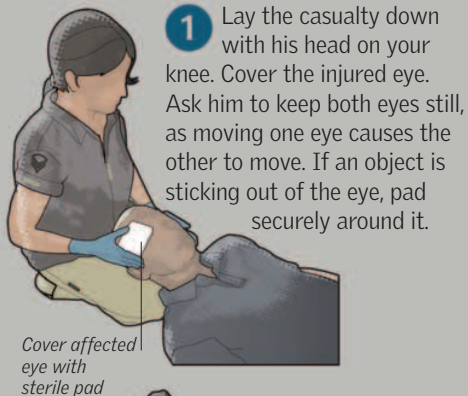 1 Lay the casualty down
with his head on your
knee. Cover the injured eye.
Ask him to keep both eyes still,
as moving one eye causes the
other to move. If an object is
sticking out of the eye, pad
securely around it.
Cover affected
eye with
sterile pad